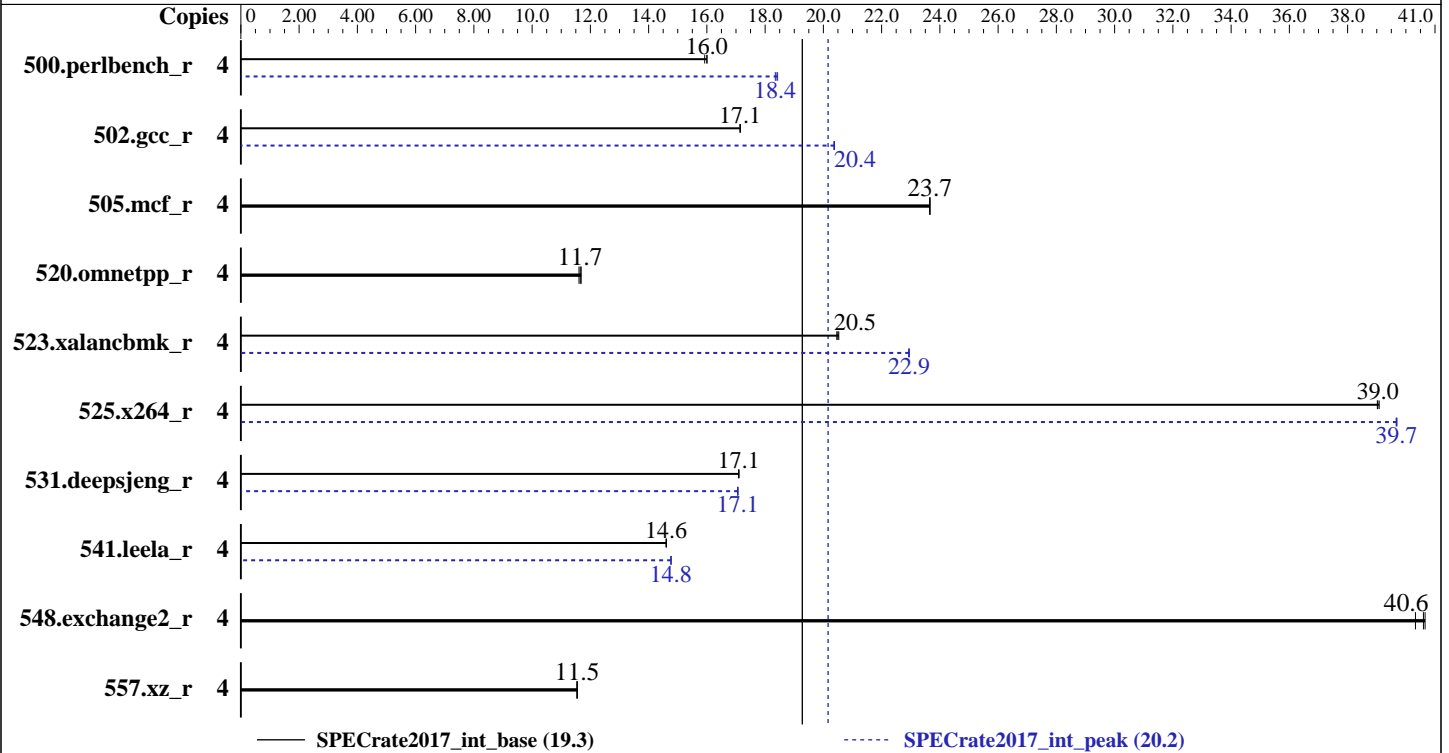 Copies 0 2.00 4.00 6.00 8.00 10.0 12.0 14.0 16.0 18.0 20.0 22.0 24.0 26.0 28.0 30.0 32.0 34.0 36.0 38.0 41.0
16.0
500.perlbench_r 4
18.4
17.1
502.gcc_r 4
20.4
23.7
505.mcf_r 4
11.7
520.omnetpp_r 4
20.5
523.xalancbmk_r 4
22.9
39.0
525.x264_r 4
39.7
17.1
531.deepsjeng_r 4
17.1
14.6
541.leela_r 4
14.8
40.6
548.exchange2_r 4
11.5
557.xz_r 4
SPECrate2017_int_base (19.3) SPECrate2017_int_peak (20.2)